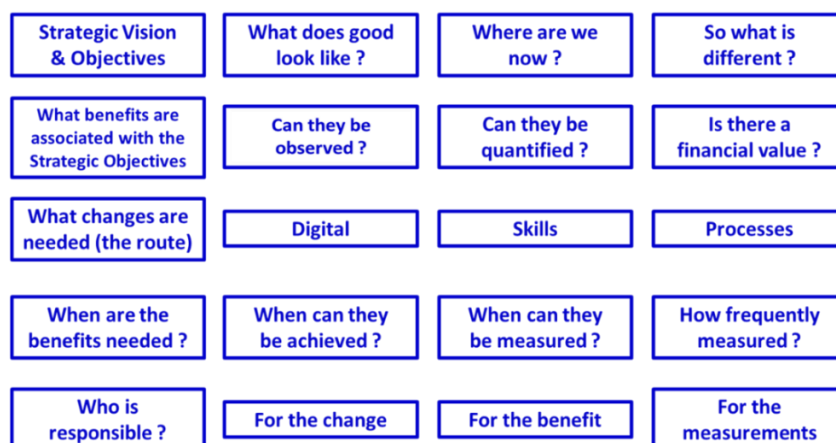 Strategic Vision
& Objectives
What does good
look like ?
Where are we
now ?
So what is
different ?
What benefits are
associated with the
Strategic Objectives
Can they be
observed ?
Can they be
quantified ?
Is there a
financial value ?
What changes are
needed (the route)
Digital
Skills
Processes
When are the
benefits needed ?
When can they
be achieved ?
When can they
be measured ?
How frequently
measured ?
Who is
responsible ?
For the change
For the benefit
For the
measurements